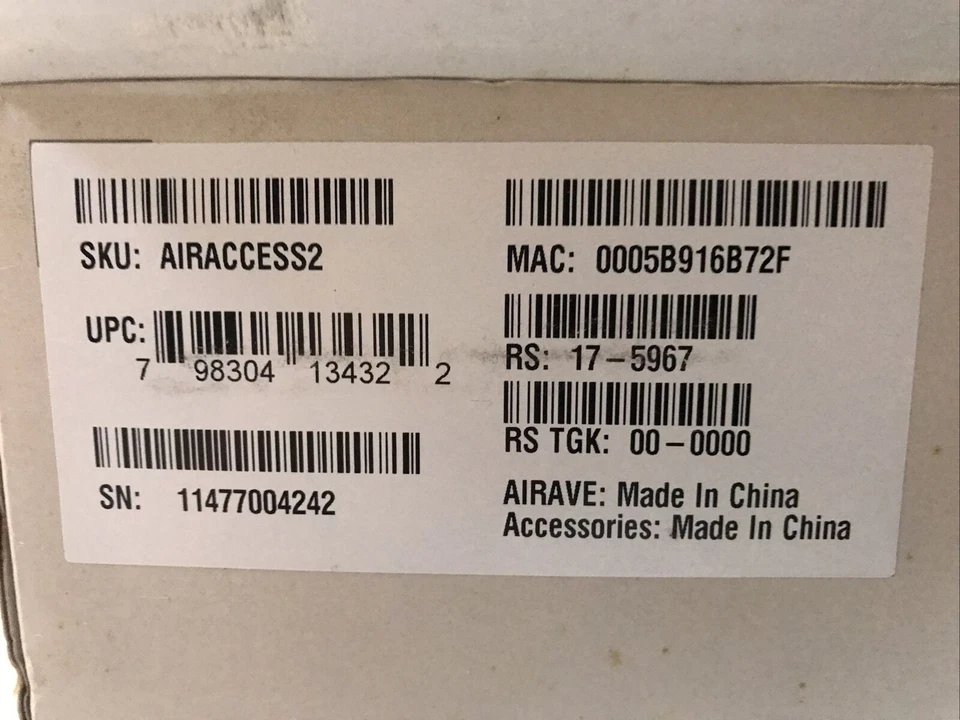 SKU: AIRACCESS2
UPC:
7 98304 13432 2
SN: 11477004242
MAC: 0005B916B72F
RS: 17-5967
RS TGK: 00-0000
AIRAVE: Made In China
Accessories: Made In China